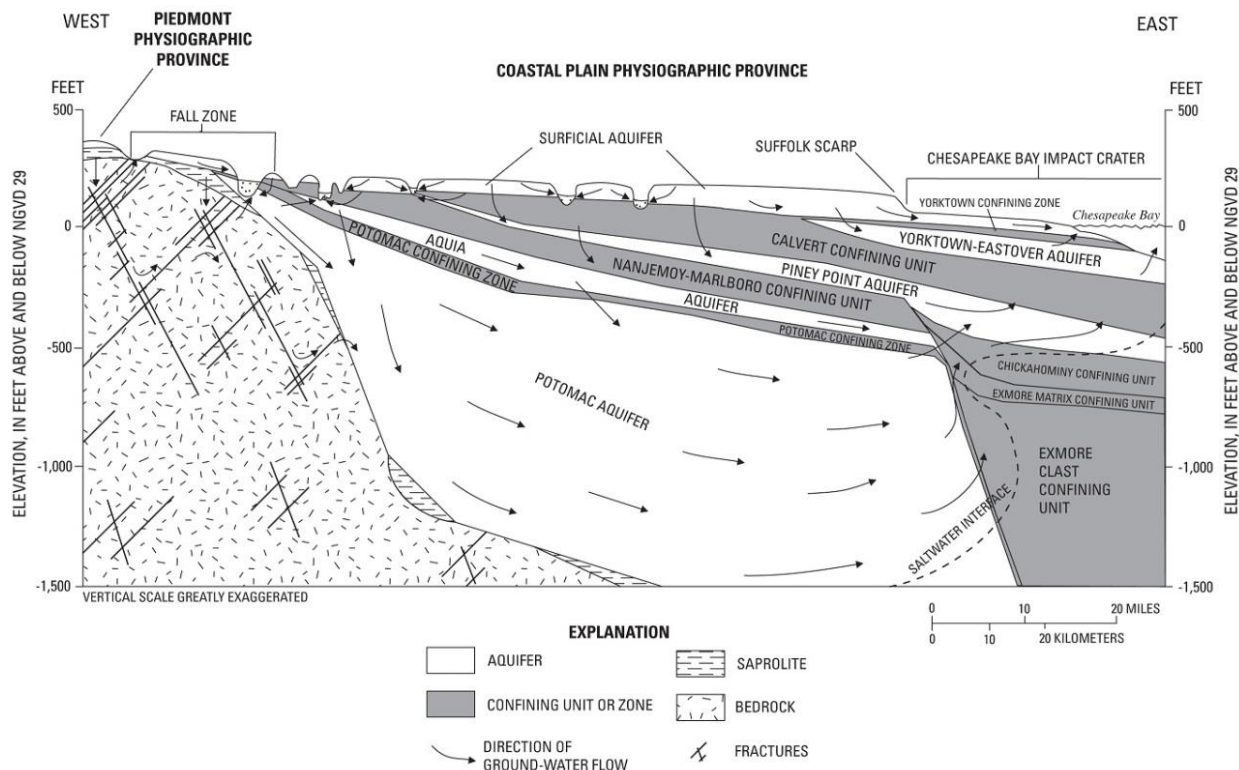 WEST
EAST
PIEDMONT
PHYSIOGRAPHIC
PROVINCE
COASTAL PLAIN PHYSIOGRAPHIC PROVINCE
FEET
FEET
500
500
FALL ZONE
SURFICIAL AQUIFER
SUFFOLK SCARP
CHESAPEAKE BAY IMPACT CRATER
YORKTOWN CONFINING ZONE
Chesapeake Bay
0
0
YORKTOWN-EASTOVER AQUIFER
CALVERT CONFINING UNIT
AQUIA
PINEY POINT AQUIFER
POTOMAC CONFINING ZONE
NANJEMOY-MARLBORO CONFINING UNIT
AQUIFER
POTOMAC CONFINING ZONE
-500
-500
CHICKAHOMINY CONFINING UNIT
EXMORE MATRIX CONFINING UNIT
POTOMAC AQUIFER
EXMORE
CLAST
CONFINING
UNIT
-1,000
-1,000
SALTWATER INTERFACE
-1,500
-1,500
ELEVATION, IN FEET ABOVE AND BELOW NGVD 29
ELEVATION, IN FEET ABOVE AND BELOW NGVD 29
VERTICAL SCALE GREATLY EXAGGERATED
0 10 20 MILES
0 10 20 KILOMETERS
EXPLANATION
AQUIFER
SAPROLITE
CONFINING UNIT OR ZONE
BEDROCK
DIRECTION OF
GROUND-WATER FLOW
FRACTURES